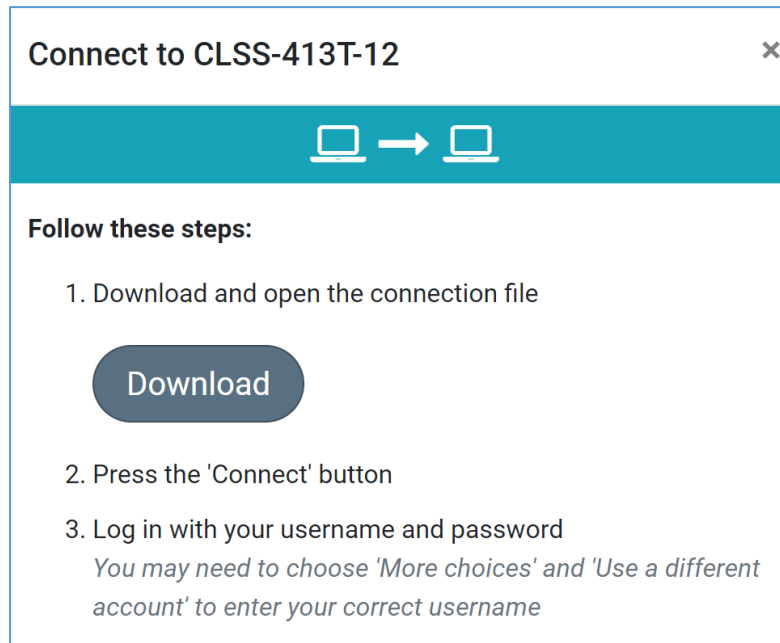 Connect to CLSS-413T-12
×
Follow these steps:
1. Download and open the connection file
Download
2. Press the 'Connect' button
3. Log in with your username and password
You may need to choose 'More choices' and 'Use a different
account' to enter your correct username